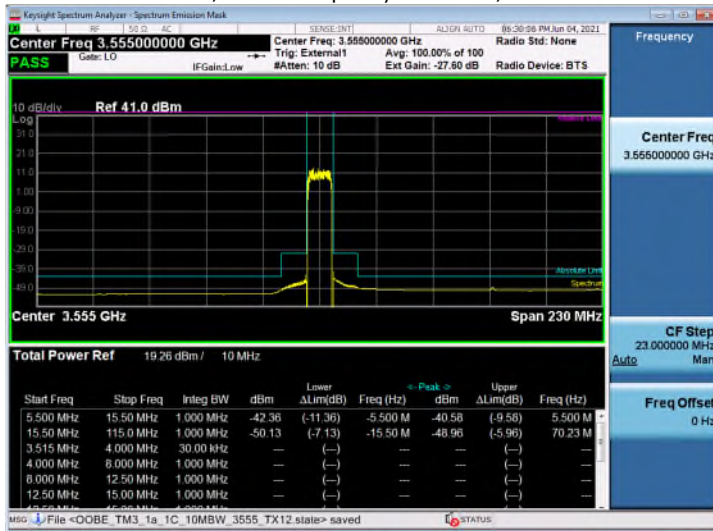 Keysight Spectrum Analyzer - Spectrum Emission Mask
L RF 50 Ω AC SENSE:INT ALIGN AUTO 06:30:06 PM Jun 04, 2021
Center Freq 3.555000000 GHz Center Freq: 3.555000000 GHz Radio Std: None
PASS Gate: LO IFGain:Low Trig: External1 Avg: 100.00% of 100
#Atten: 10 dB Ext Gain: -27.60 dB Radio Device: BTS
Frequency
10 dB/div Ref 41.0 dBm
Log
31.0
21.0
11.0
1.00
-9.00
-19.0
-29.0
-39.0
-49.0
Absolute Limit
Spectrum
Center 3.555 GHz Span 230 MHz
Center Freq
3.555000000 GHz
CF Step
23.000000 MHz
Auto Man
Freq Offset
0 Hz
Total Power Ref 19.26 dBm / 10 MHz
Lower <- Peak -> Upper
Start Freq Stop Freq Integ BW dBm ΔLim(dB) Freq (Hz) dBm ΔLim(dB) Freq (Hz)
5.500 MHz 15.50 MHz 1.000 MHz -42.36 (-11.36) -5.500 M -40.58 (-9.58) 5.500 M
15.50 MHz 115.0 MHz 1.000 MHz -50.13 (-7.13) -15.50 M -48.96 (-5.96) 70.23 M
3.515 MHz 4.000 MHz 30.00 kHz --- (---) --- --- (---) ---
4.000 MHz 8.000 MHz 1.000 MHz --- (---) --- --- (---) ---
8.000 MHz 12.50 MHz 1.000 MHz --- (---) --- --- (---) ---
12.50 MHz 15.00 MHz 1.000 MHz --- (---) --- --- (---) ---
MSG File <OOBE_TM3_1a_1C_10MBW_3555_TX12.state> saved STATUS